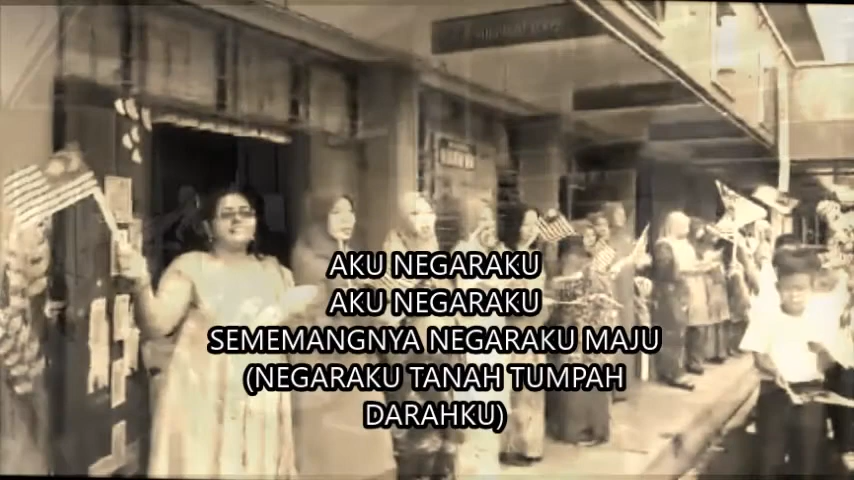 AKU NEGARAKU
AKU NEGARAKU
SEMEMANGNYA NEGARAKU MAJU
(NEGARAKU TANAH TUMPAH
DARAHKU)